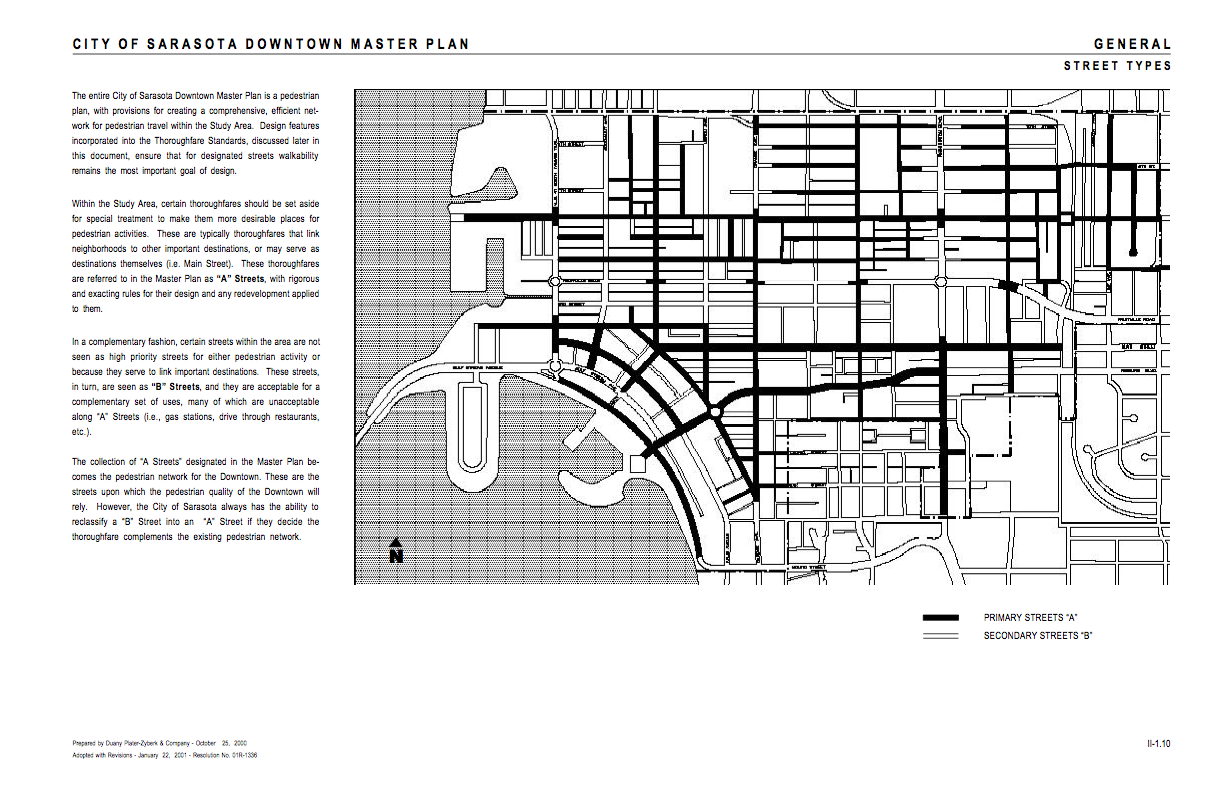 CITY OF SARASOTA DOWNTOWN MASTER PLAN
GENERAL
STREET TYPES
The entire City of Sarasota Downtown Master Plan is a pedestrian
plan, with provisions for creating a comprehensive, efficient net-
work for pedestrian travel within the Study Area. Design features
incorporated into the Thoroughfare Standards, discussed later in
this document, ensure that for designated streets walkability
remains the most important goal of design.
Within the Study Area, certain thoroughfares should be set aside
for special treatment to make them more desirable places for
pedestrian activities. These are typically thoroughfares that link
neighborhoods to other important destinations, or may serve as
destinations themselves (i.e. Main Street). These thoroughfares
are referred to in the Master Plan as “A” Streets, with rigorous
and exacting rules for their design and any redevelopment applied
to them.
In a complementary fashion, certain streets within the area are not
seen as high priority streets for either pedestrian activity or
because they serve to link important destinations. These streets,
in turn, are seen as “B” Streets, and they are acceptable for a
complementary set of uses, many of which are unacceptable
along “A” Streets (i.e., gas stations, drive through restaurants,
etc.).
The collection of “A Streets” designated in the Master Plan be-
comes the pedestrian network for the Downtown. These are the
streets upon which the pedestrian quality of the Downtown will
rely. However, the City of Sarasota always has the ability to
reclassify a “B” Street into an “A” Street if they decide the
thoroughfare complements the existing pedestrian network.
FRUITVILLE ROAD
MOUND STREET
N
PRIMARY STREETS “A”
SECONDARY STREETS “B”
Prepared by Duany Plater-Zyberk & Company - October 25, 2000
Adopted with Revisions - January 22, 2001 - Resolution No. 01R-1336
II-1.10